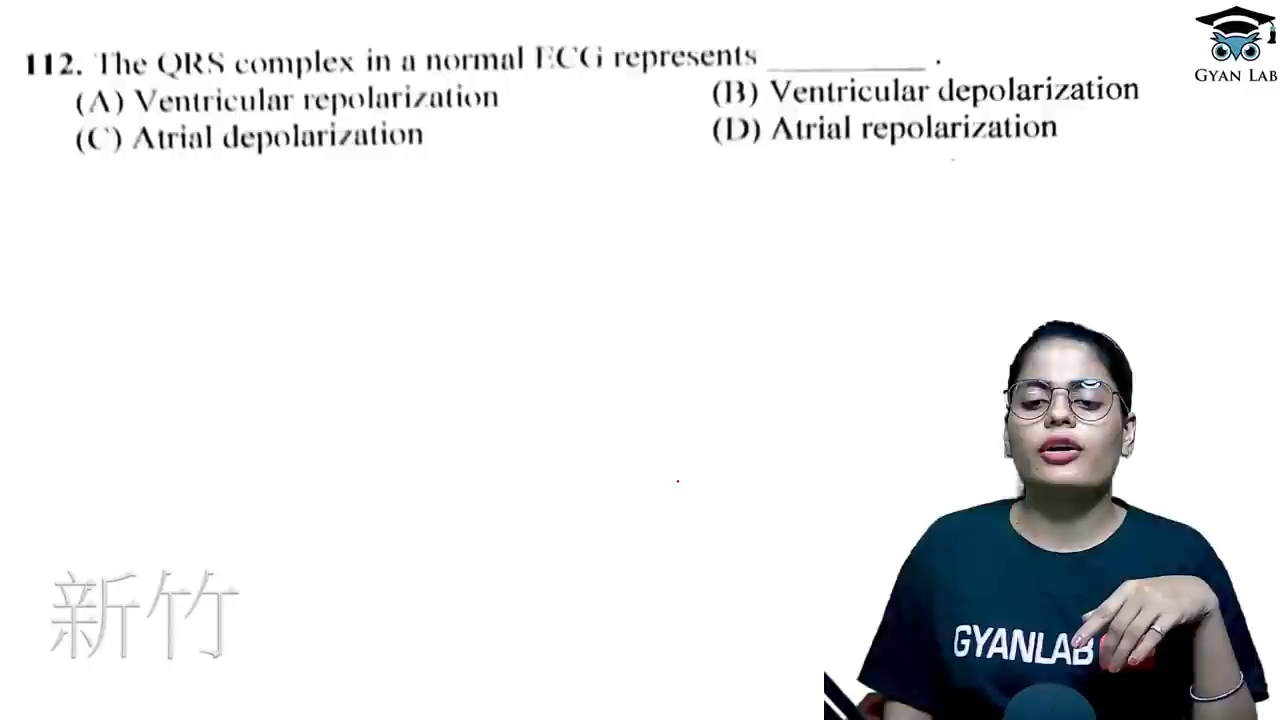 112. The QRS complex in a normal ECG represents __________ .
(A) Ventricular repolarization (B) Ventricular depolarization
(C) Atrial depolarization (D) Atrial repolarization
GYAN LAB
GYANLAB
新竹